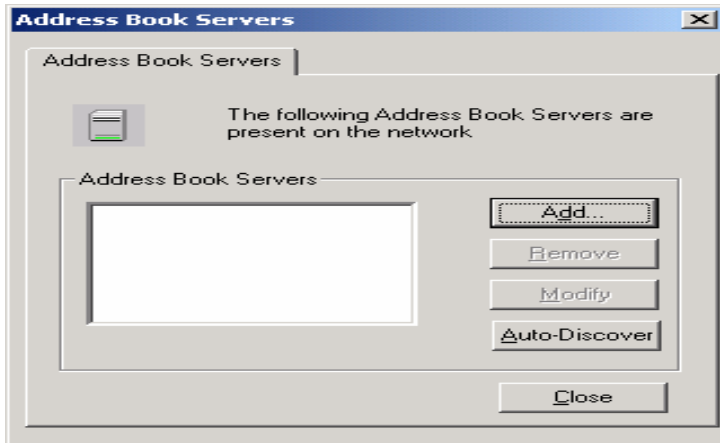 Address Book Servers
Address Book Servers
The following Address Book Servers are
present on the network
Address Book Servers
Add...
Remove
Modify
Auto-Discover
Close